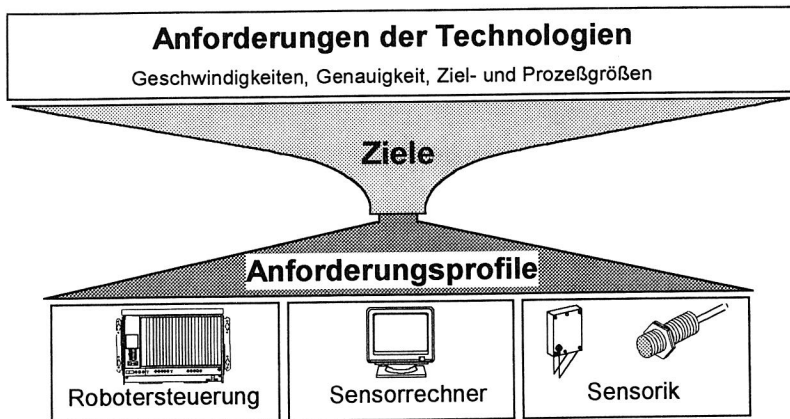 Anforderungen der Technologien
Geschwindigkeiten, Genauigkeit, Ziel- und Prozeßgrößen
Ziele
Anforderungsprofile
Robotersteuerung
Sensorrechner
Sensorik